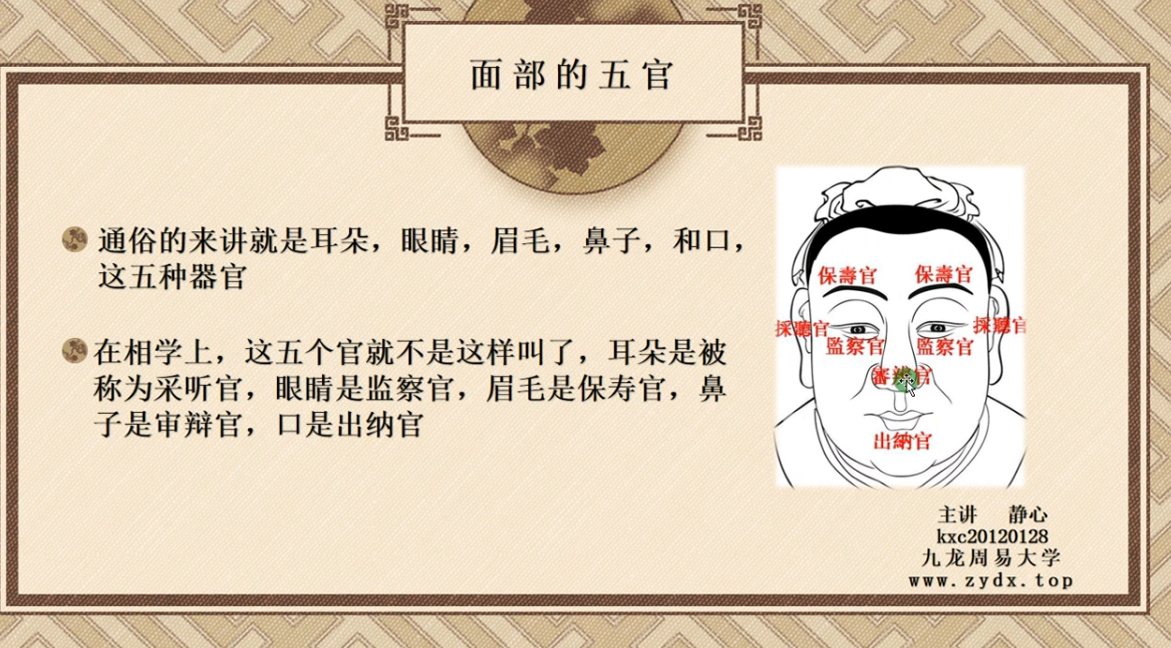 面部的五官
通俗的来讲就是耳朵，眼睛，眉毛，鼻子，和口，
这五种器官
在相学上，这五个官就不是这样叫了，耳朵是被
称为采听官，眼睛是监察官，眉毛是保寿官，鼻
子是审辩官，口是出纳官
保壽官 保壽官
採聽官 採聽官
監察官 監察官
審 官
出納官
主讲 静心
kxc20120128
九龙周易大学
www.zydx.top